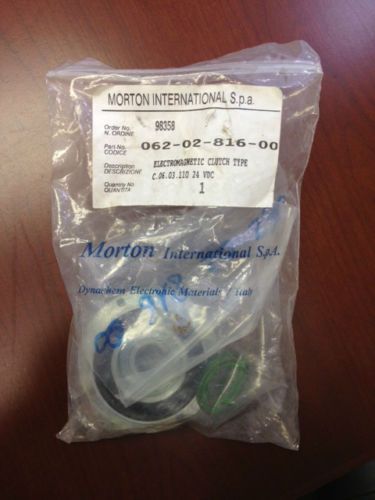 MORTON INTERNATIONAL S.p.a.
Order No. 98358
N. ORDINE
Part No. 062-02-816-00
CODICE
Description ELECTROMAGNETIC CLUTCH TYPE
DESCRIZIONE C.06.03.110 24 VDC
Quantity No 1
QUANTITA
Morton International S.p.A.
Dynachem Electronic Materials / Italy